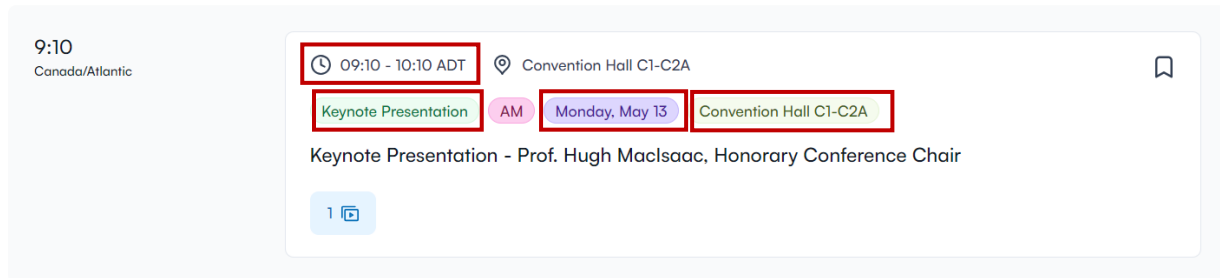 9:10
Canada/Atlantic
09:10 - 10:10 ADT Convention Hall C1-C2A
Keynote Presentation AM Monday, May 13 Convention Hall C1-C2A
Keynote Presentation - Prof. Hugh MacIsaac, Honorary Conference Chair
1